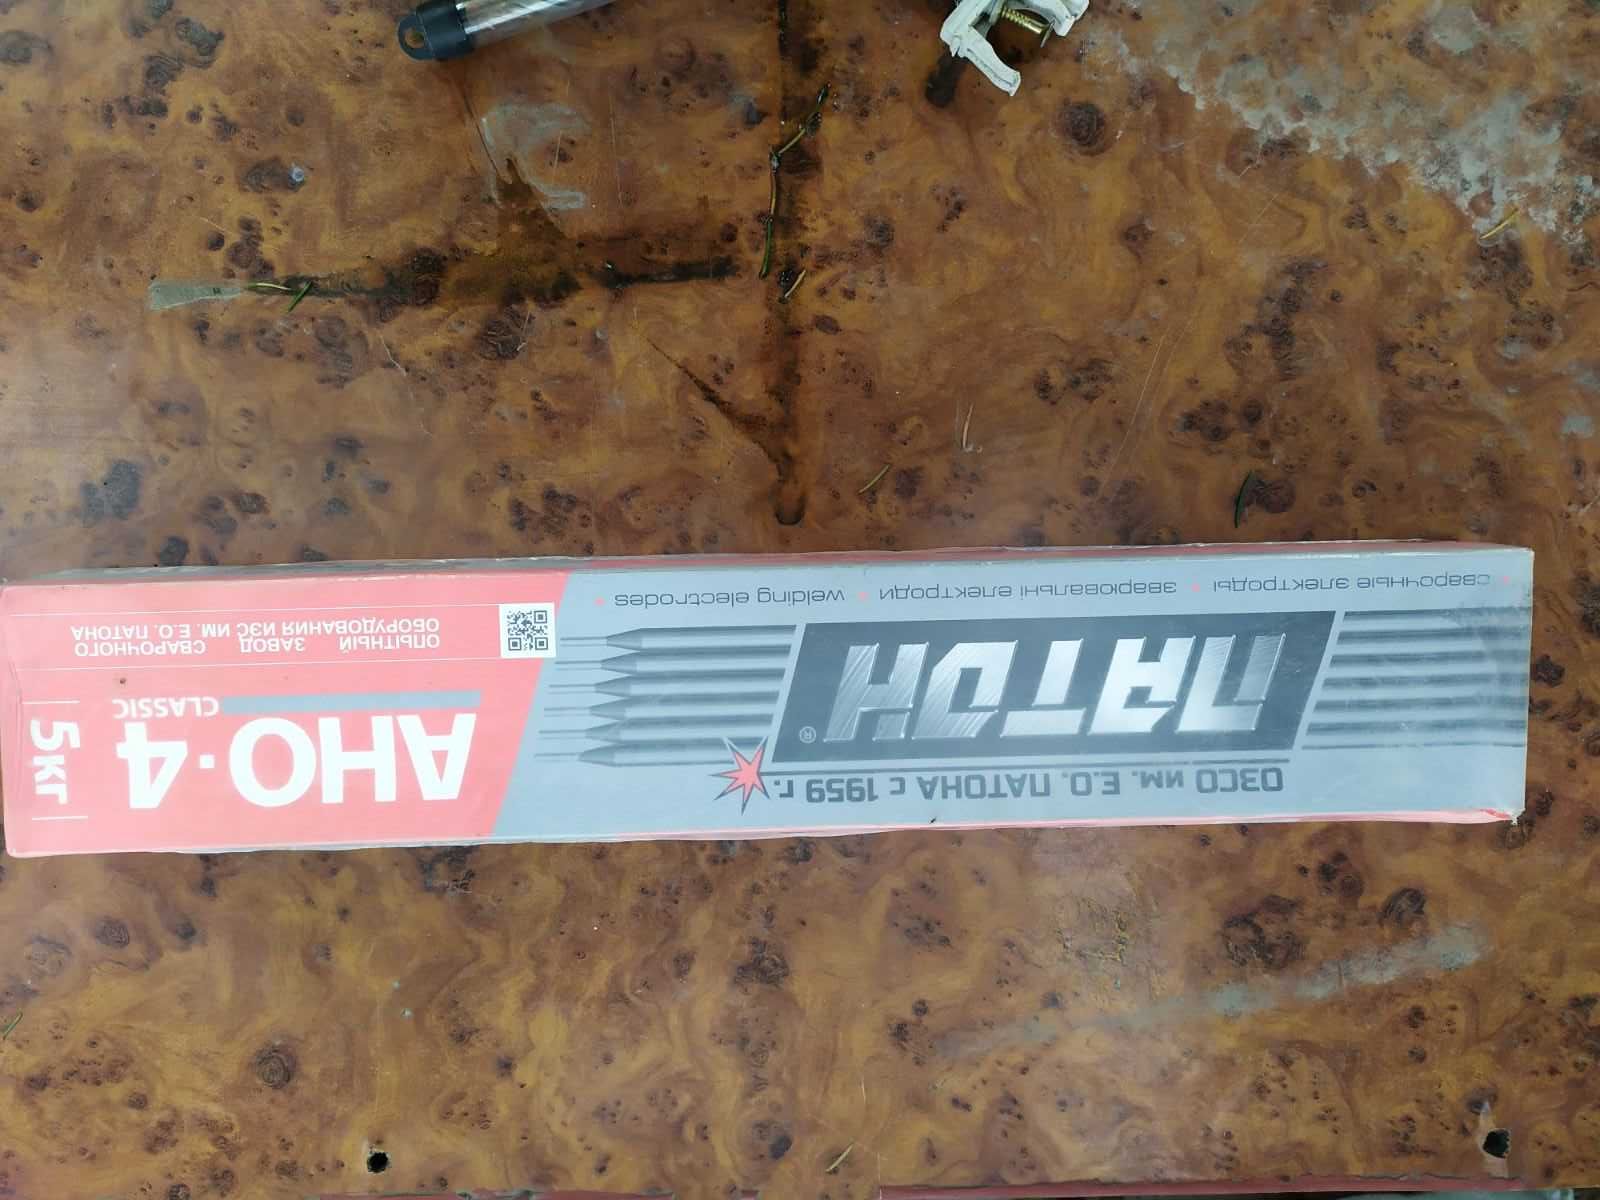 ОЗСО им. Е.О. ПАТОНА с 1959 г.
ПАТОН®
сварочные электроды • зварювальні електроди • welding electrodes
АНО·4
CLASSIC
5кг
ОПЫТНЫЙ ЗАВОД СВАРОЧНОГО
ОБОРУДОВАНИЯ ИЭС ИМ. Е.О. ПАТОНА